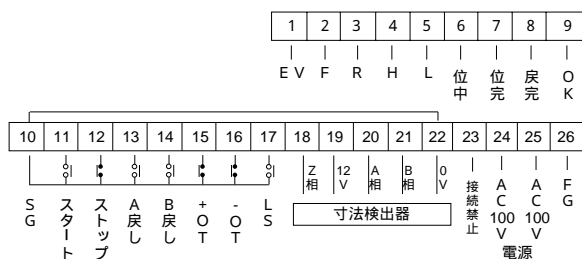 1 2 3 4 5 6 7 8 9
EV F R H L 位中 位完 戻完 OK
10 11 12 13 14 15 16 17 18 19 20 21 22 23 24 25 26
SG スタート ストップ A戻し B戻し +OT -OT LS Z相 12V A相 B相 0V 接続禁止 AC100V AC100V FG
寸法検出器
電源